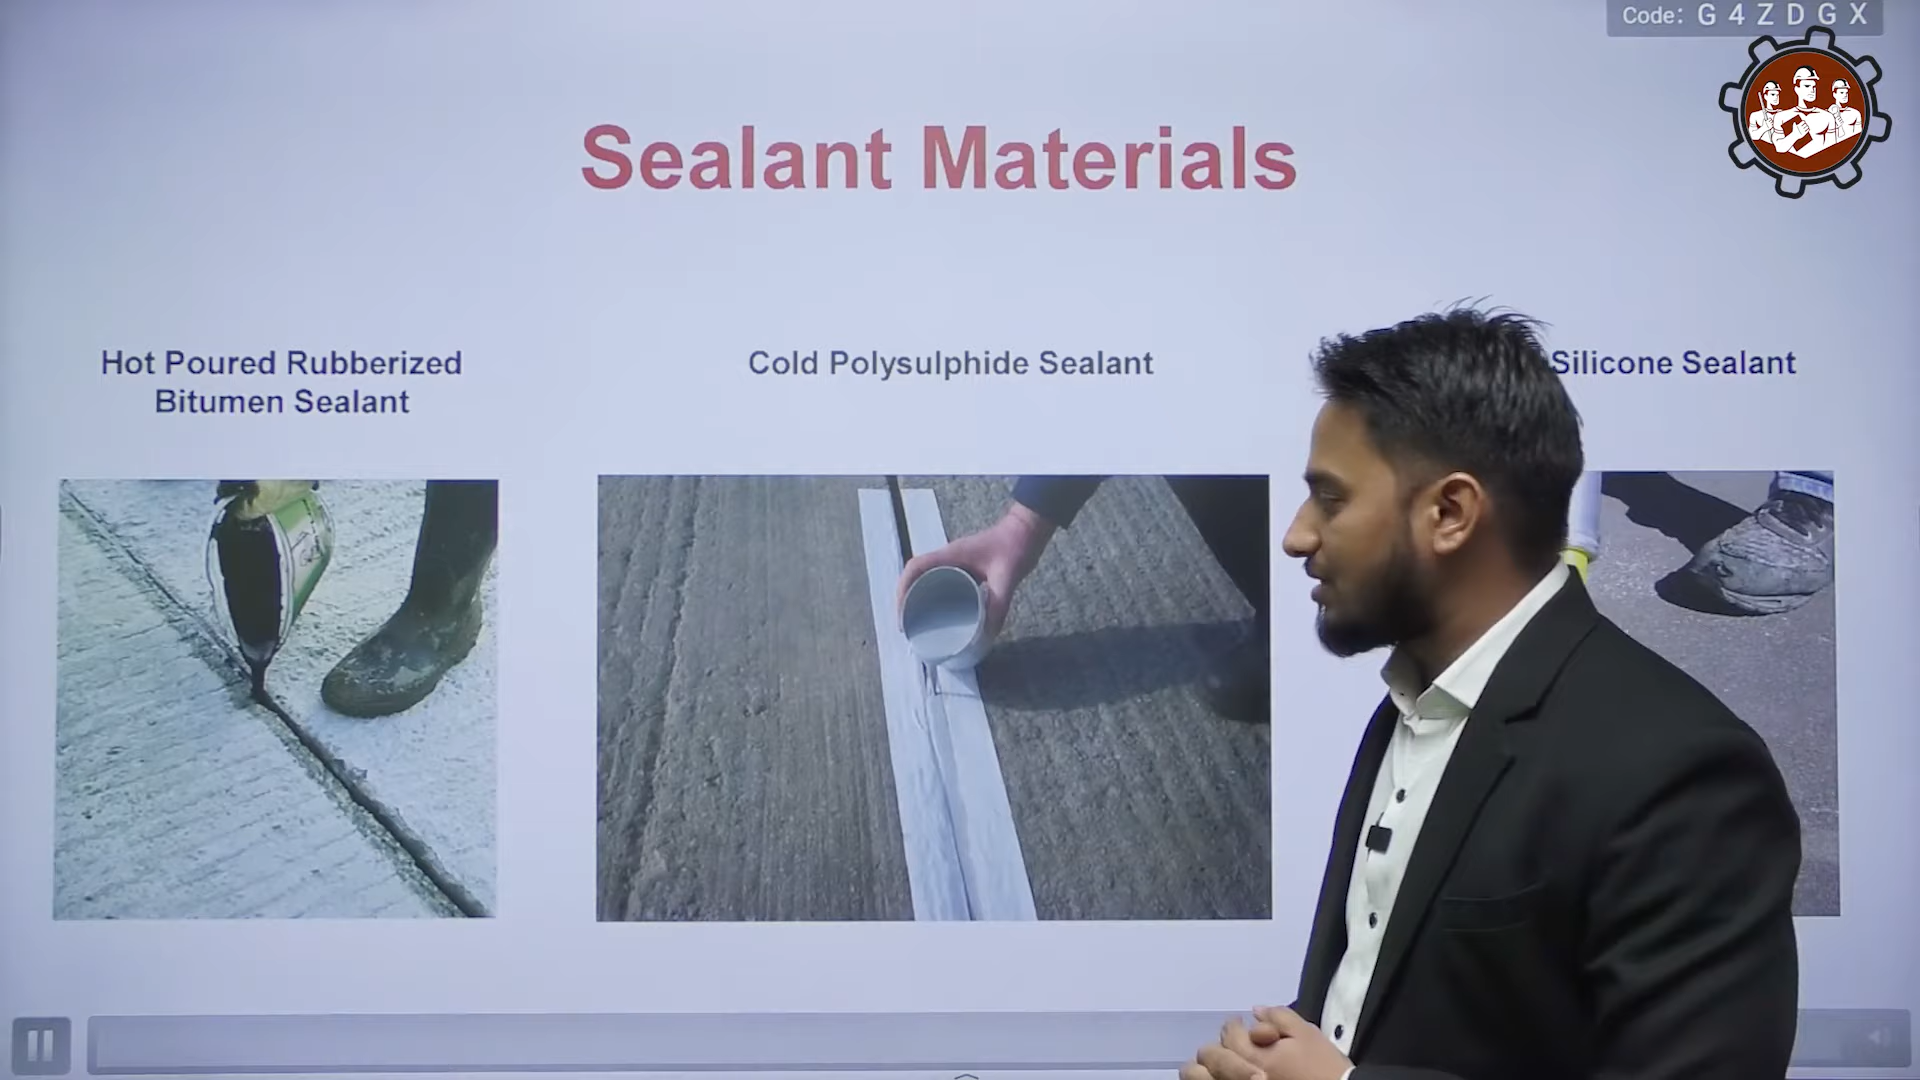 Code: G 4 Z D G X
Sealant Materials
Hot Poured Rubberized
Bitumen Sealant
Cold Polysulphide Sealant
Silicone Sealant